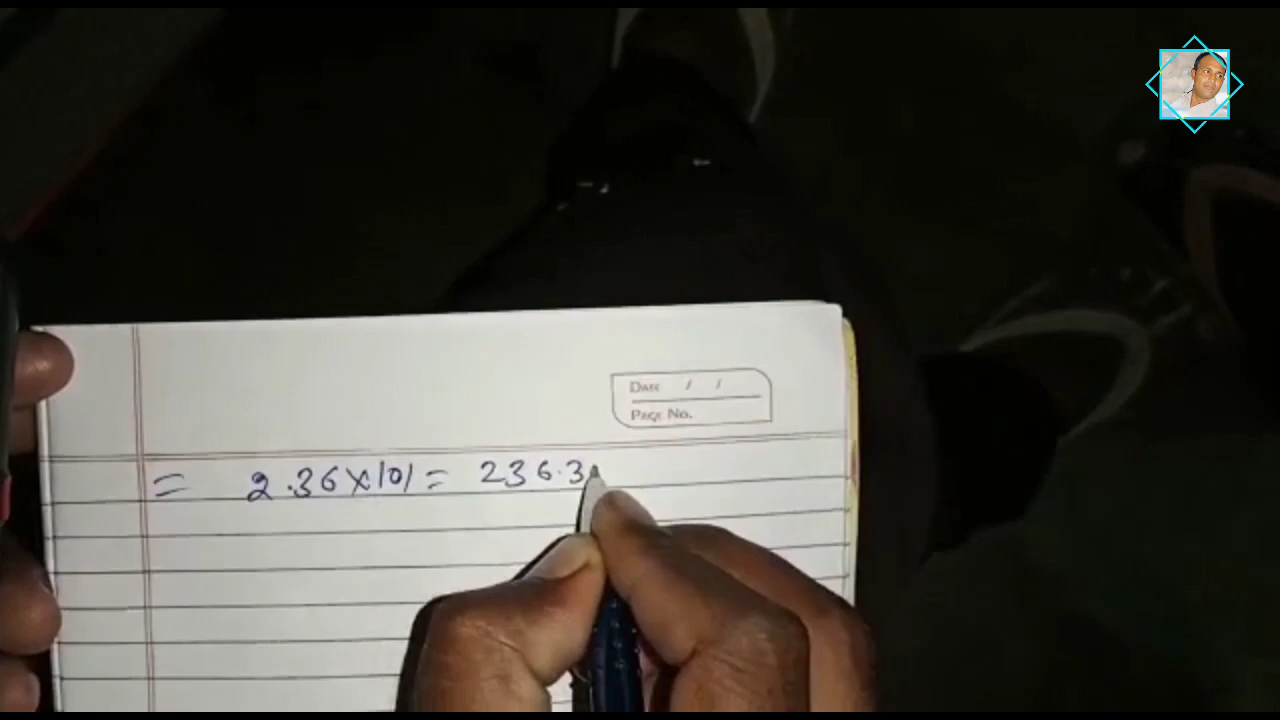 Date / /
Page No.
= 2.36×101 = 236.3